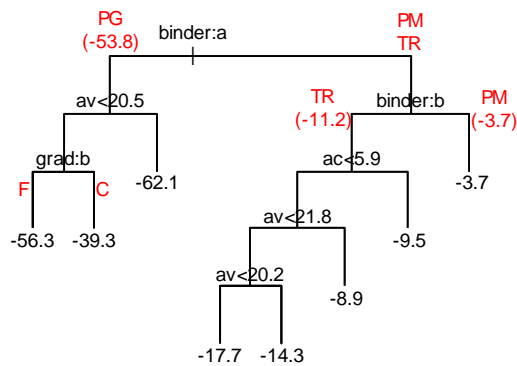 PG
(-53.8)
binder:a
PM
TR
av<20.5
TR
(-11.2)
binder:b
PM
(-3.7)
grad:b
F
C
-62.1
ac<5.9
-3.7
-56.3
-39.3
av<21.8
-9.5
av<20.2
-8.9
-17.7
-14.3